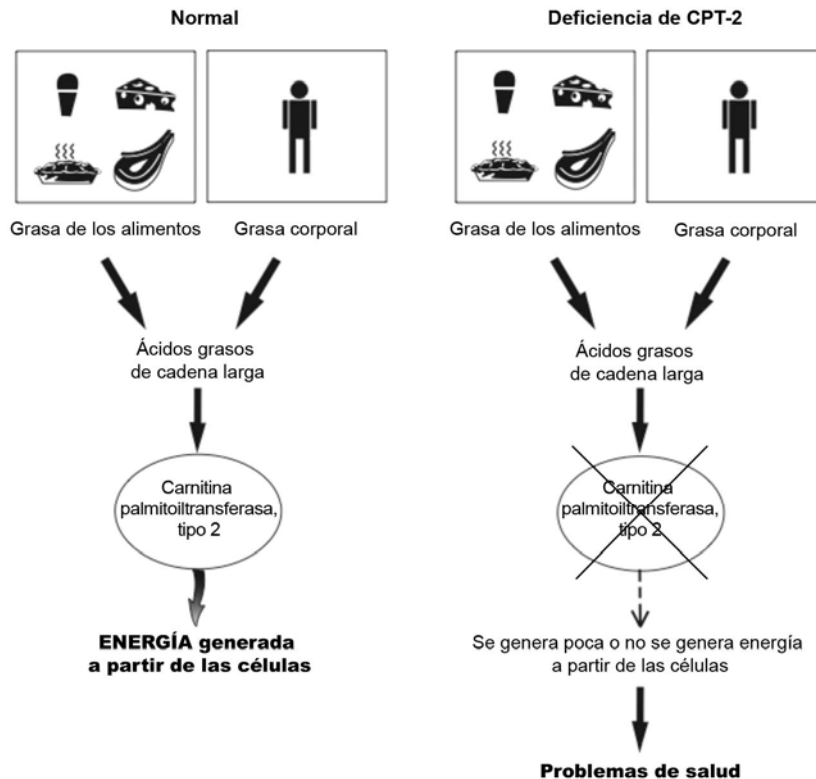 Normal
Grasa de los alimentos
Grasa corporal
Ácidos grasos
de cadena larga
Carnitina
palmitoiltransferasa,
tipo 2
ENERGÍA generada
a partir de las células
Deficiencia de CPT-2
Grasa de los alimentos
Grasa corporal
Ácidos grasos
de cadena larga
Carnitina
palmitoiltransferasa,
tipo 2
Se genera poca o no se genera energía
a partir de las células
Problemas de salud